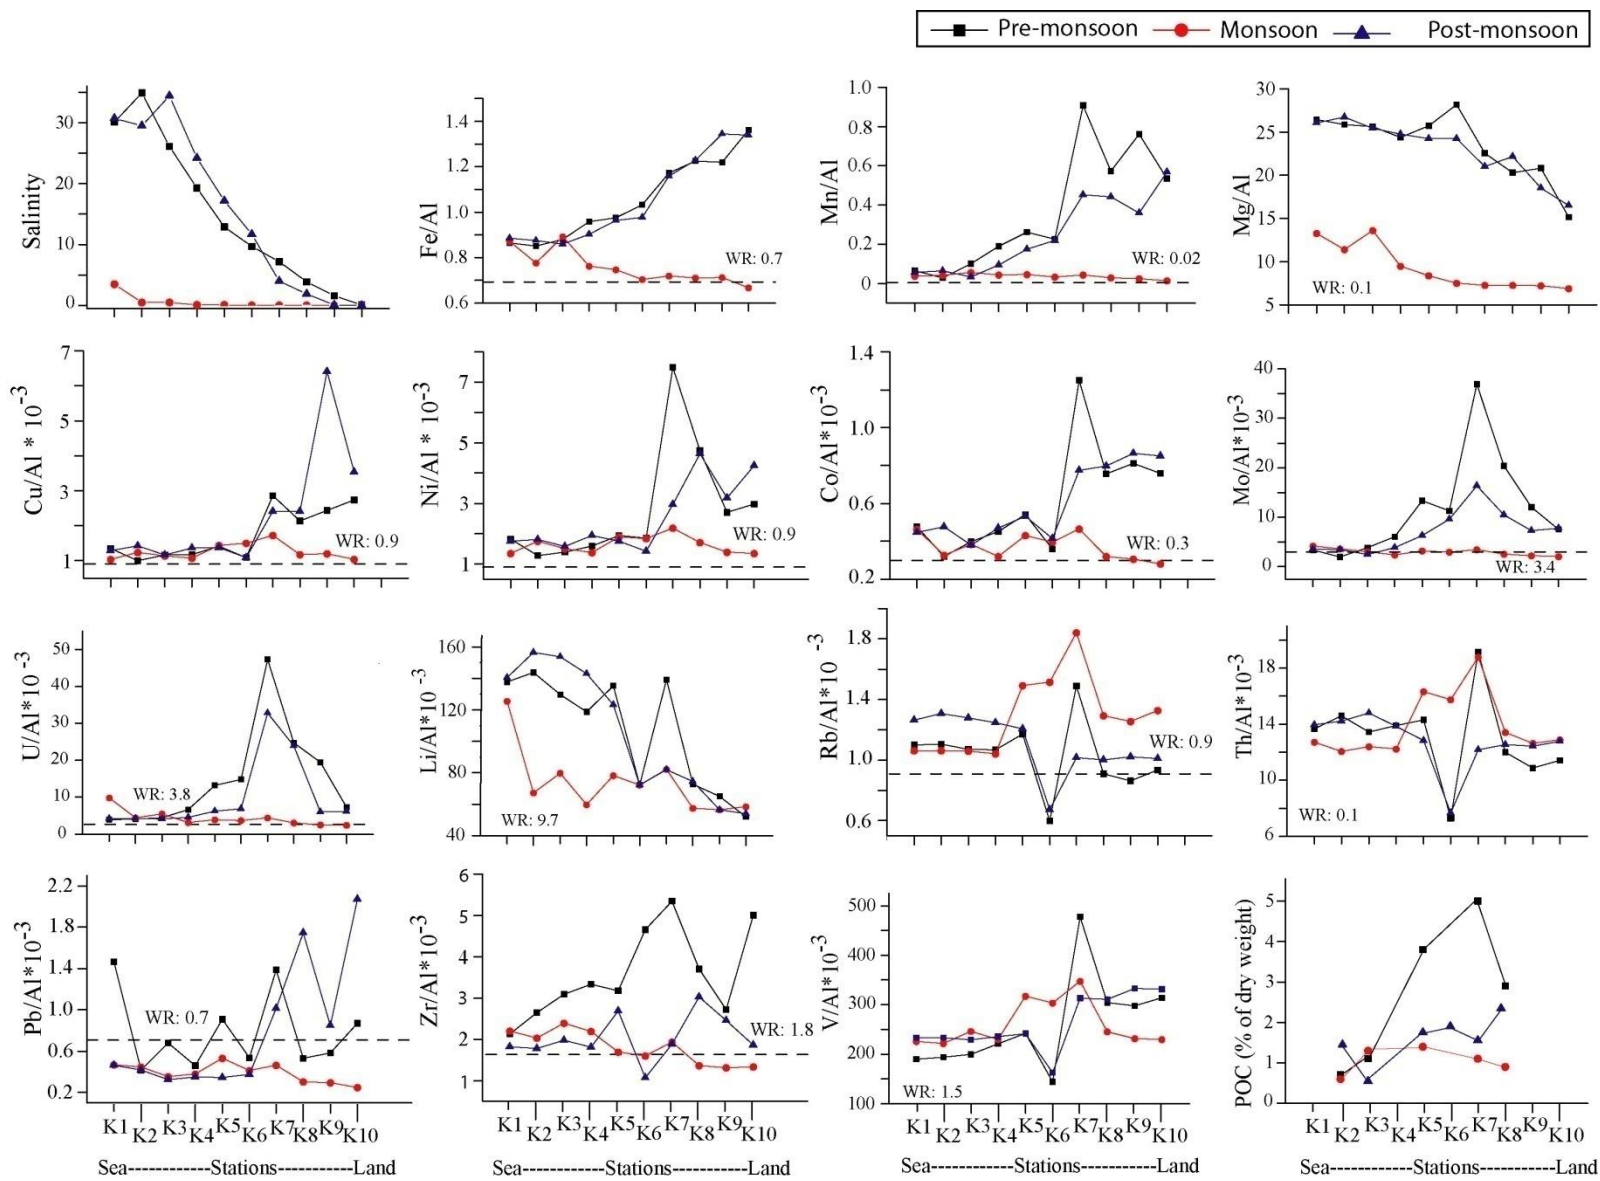 Pre-monsoon Monsoon Post-monsoon
Salinity
30
20
10
0
Fe/Al
1.4
1.2
1.0
0.8
0.6
WR: 0.7
Mn/Al
1.0
0.8
0.6
0.4
0.2
0
WR: 0.02
Mg/Al
30
25
20
15
10
5
WR: 0.1
Cu/Al * 10⁻³
7
5
3
1
WR: 0.9
Ni/Al * 10⁻³
7
5
3
1
WR: 0.9
Co/Al*10⁻³
1.4
1.0
0.6
0.2
WR: 0.3
Mo/Al*10⁻³
40
30
20
10
0
WR: 3.4
U/Al*10⁻³
50
40
30
20
10
0
WR: 3.8
Li/Al*10⁻³
160
120
80
40
WR: 9.7
Rb/Al*10⁻³
1.8
1.4
1.0
0.6
WR: 0.9
Th/Al*10⁻³
18
14
10
6
WR: 0.1
Pb/Al*10⁻³
2.2
1.8
1.4
1.0
0.6
0.2
WR: 0.7
K1 K2 K3 K4 K5 K6 K7 K8 K9 K10
Sea-----------Stations----------Land
Zr/Al*10⁻³
6
5
4
3
2
1
WR: 1.8
K1 K2 K3 K4 K5 K6 K7 K8 K9 K10
Sea-----------Stations----------Land
V/Al*10⁻³
500
400
300
200
100
WR: 1.5
K1 K2 K3 K4 K5 K6 K7 K8 K9 K10
Sea-----------Stations----------Land
POC (% of dry weight)
5
4
3
2
1
0
K1 K2 K3 K4 K5 K6 K7 K8 K9 K10
Sea-----------Stations----------Land